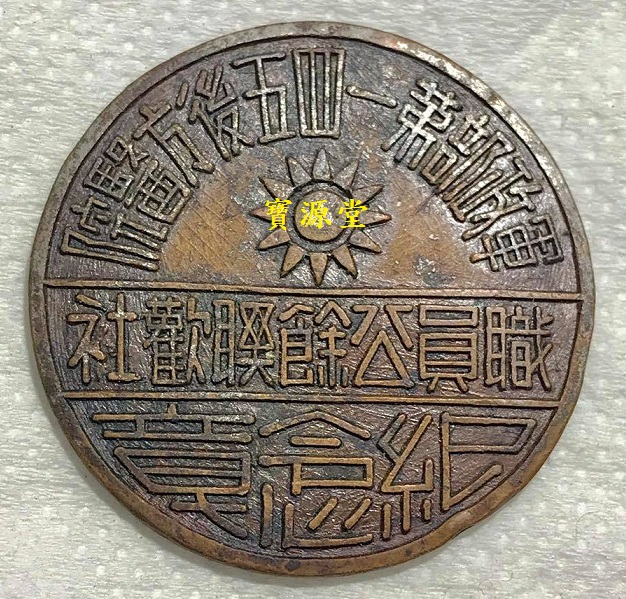 軍政部第一四五後方醫院
寶源堂
職員公餘聯歡社
紀念章